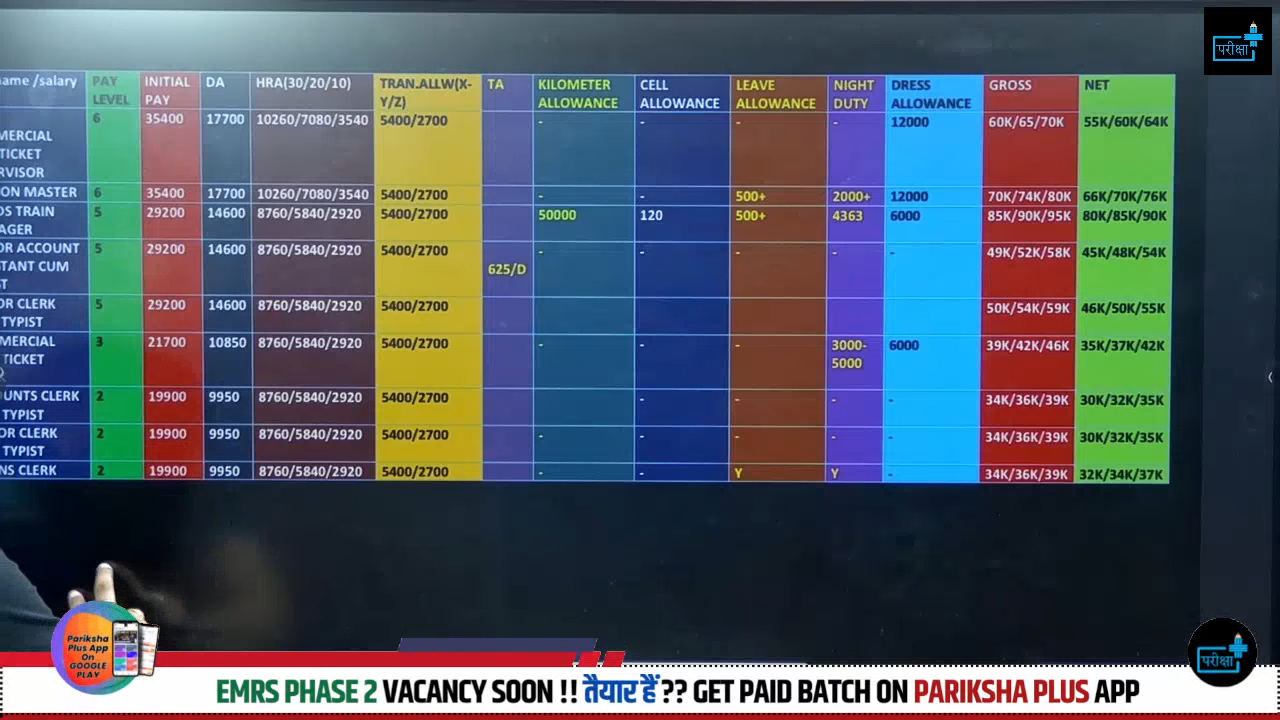 परीक्षा
ame /salary PAY LEVEL INITIAL PAY DA HRA(30/20/10) TRAN.ALLW(X-Y/Z) TA KILOMETER ALLOWANCE CELL ALLOWANCE LEAVE ALLOWANCE NIGHT DUTY DRESS ALLOWANCE GROSS NET
MERCIAL TICKET RVISOR 6 35400 17700 10260/7080/3540 5400/2700 - - - - 12000 60K/65/70K 55K/60K/64K
ON MASTER 6 35400 17700 10260/7080/3540 5400/2700 - - 500+ 2000+ 12000 70K/74K/80K 66K/70K/76K
DS TRAIN AGER 5 29200 14600 8760/5840/2920 5400/2700 50000 120 500+ 4363 6000 85K/90K/95K 80K/85K/90K
OR ACCOUNT TANT CUM ST 5 29200 14600 8760/5840/2920 5400/2700 625/D - - - - - 49K/52K/58K 45K/48K/54K
OR CLERK TYPIST 5 29200 14600 8760/5840/2920 5400/2700 50K/54K/59K 46K/50K/55K
MERCIAL TICKET 3 21700 10850 8760/5840/2920 5400/2700 - - - 3000-5000 6000 39K/42K/46K 35K/37K/42K
UNTS CLERK TYPIST 2 19900 9950 8760/5840/2920 5400/2700 - - - - 34K/36K/39K 30K/32K/35K
OR CLERK TYPIST 2 19900 9950 8760/5840/2920 5400/2700 - - - - - 34K/36K/39K 30K/32K/35K
NS CLERK 2 19900 9950 8760/5840/2920 5400/2700 - - Y Y - 34K/36K/39K 32K/34K/37K
Pariksha
Plus App
On
GOOGLE
PLAY
परीक्षा
EMRS PHASE 2 VACANCY SOON !! तैयार हैं ?? GET PAID BATCH ON PARIKSHA PLUS APP